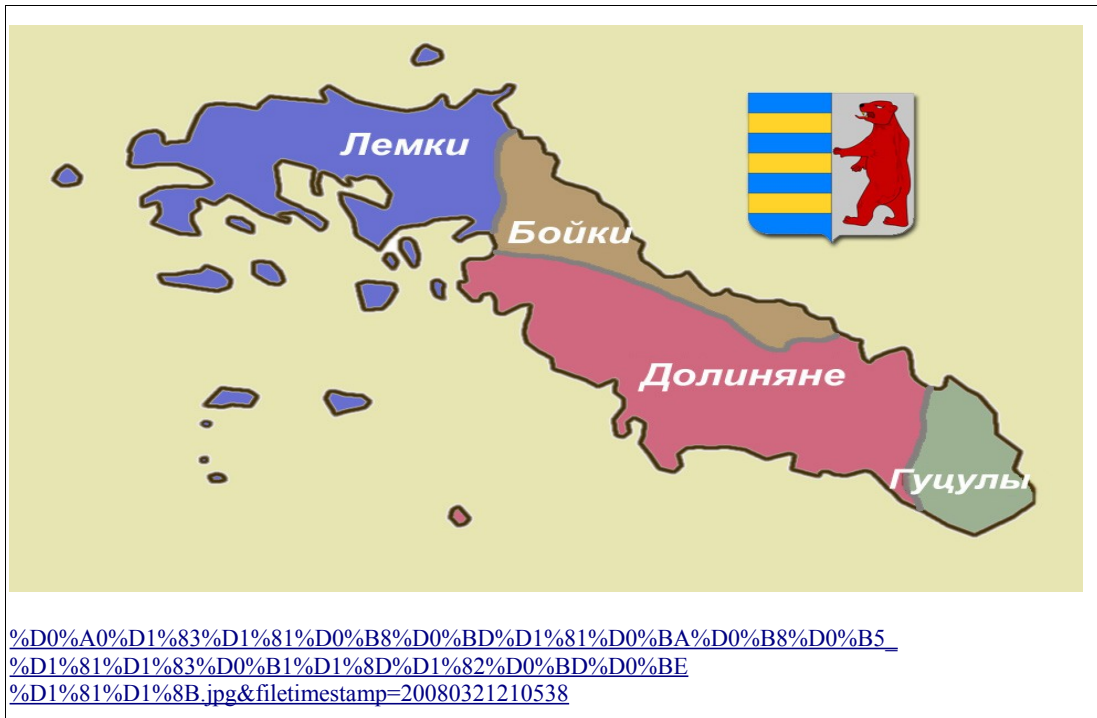 Лемки
Бойки
Долиняне
Гуцулы
%D0%A0%D1%83%D1%81%D0%B8%D0%BD%D1%81%D0%BA%D0%B8%D0%B5_
%D1%81%D1%83%D0%B1%D1%8D%D1%82%D0%BD%D0%BE
%D1%81%D1%8B.jpg&filetimestamp=20080321210538